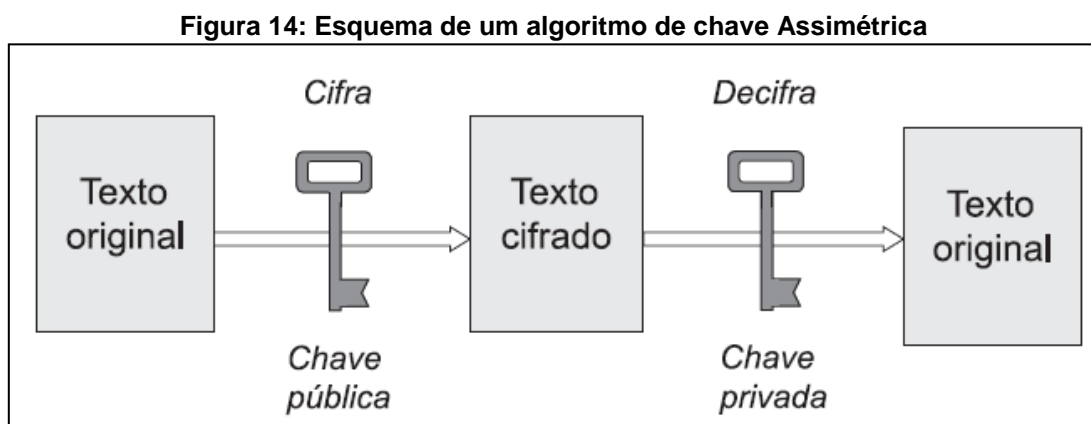 Figura 14: Esquema de um algoritmo de chave Assimétrica
Cifra
Decifra
Texto
original
Texto
cifrado
Texto
original
Chave
pública
Chave
privada